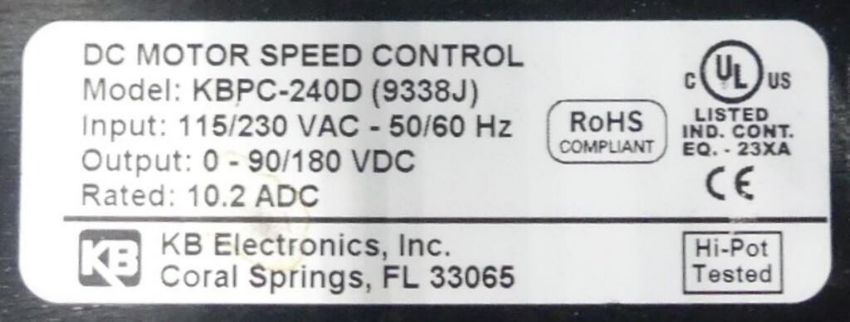 DC MOTOR SPEED CONTROL
Model: KBPC-240D (9338J)
Input: 115/230 VAC - 50/60 Hz
Output: 0 - 90/180 VDC
Rated: 10.2 ADC
RoHS
COMPLIANT
C UL US
LISTED
IND. CONT.
EQ. - 23XA
CE
KB
KB Electronics, Inc.
Coral Springs, FL 33065
Hi-Pot
Tested